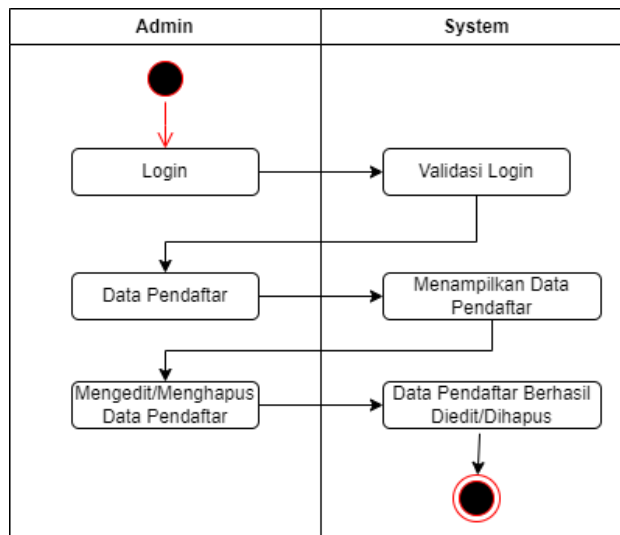 Admin
System
Login
Validasi Login
Data Pendaftar
Menampilkan Data
Pendaftar
Mengedit/Menghapus
Data Pendaftar
Data Pendaftar Berhasil
Diedit/Dihapus